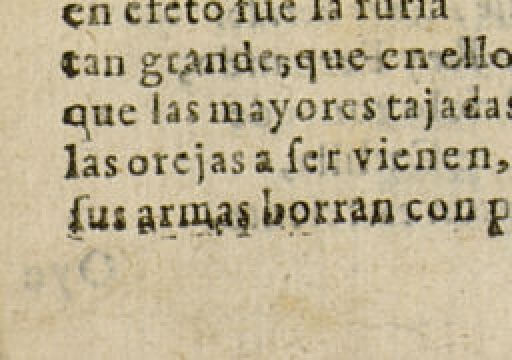 en efeto fue la furia
tan grande, que en ello
que las mayores tajadas
las orejas a ser vienen,
sus armas borran con p